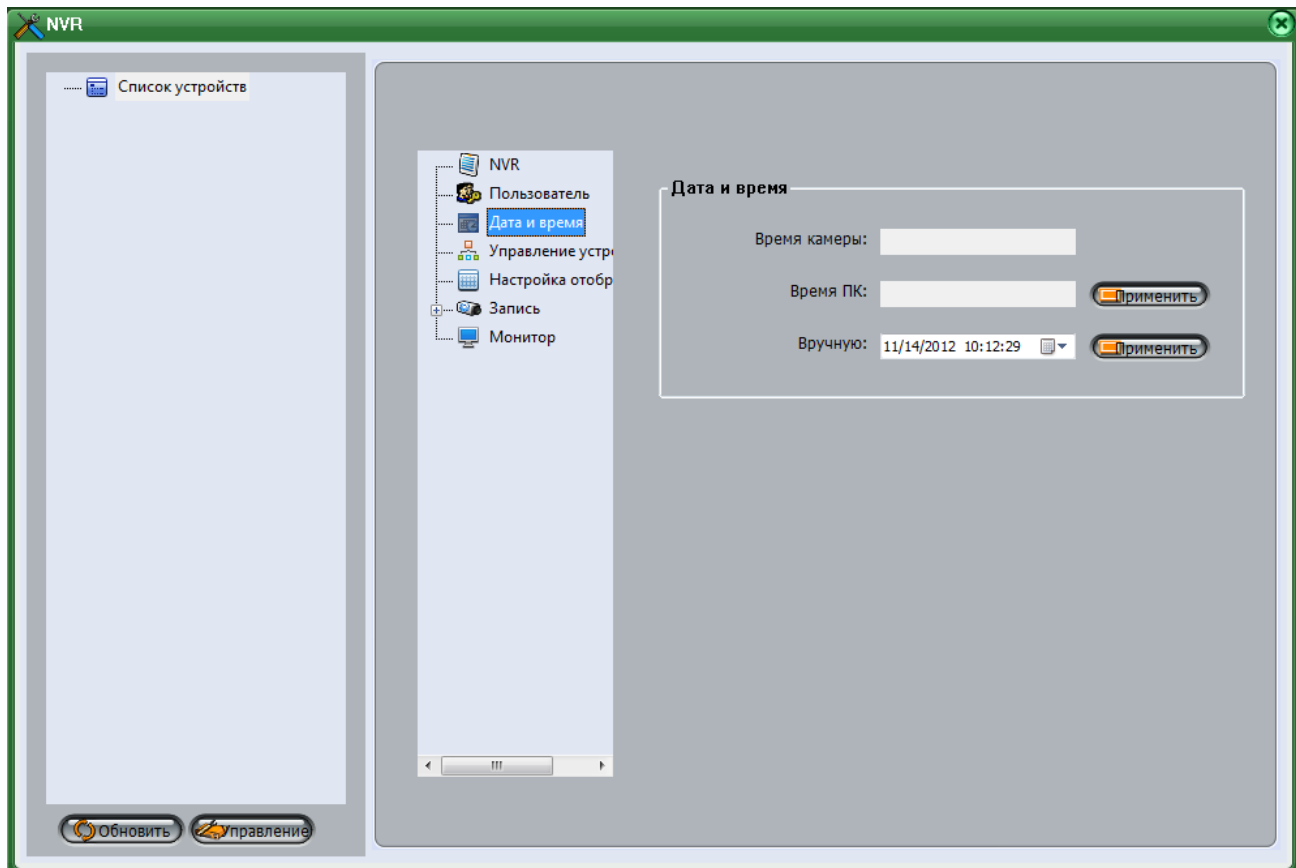 NVR
Список устройств
NVR
Пользователь
Дата и время
Управление устр
Настройка отобр
Запись
Монитор
Дата и время
Время камеры:
Время ПК:
Применить
Вручную: 11/14/2012 10:12:29
Применить
Обновить
Управление